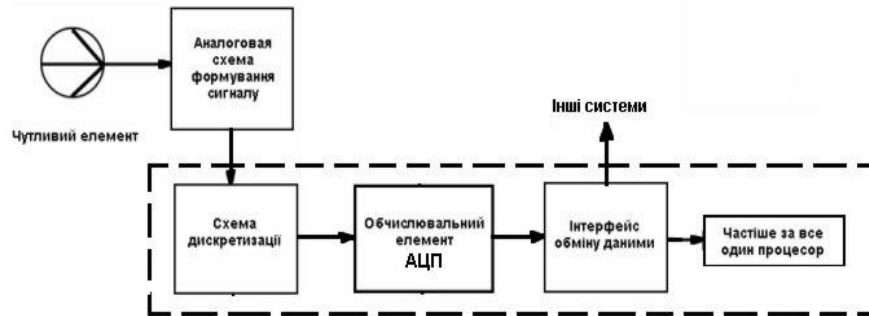 Аналоговая
схема
формування
сигналу
Чутливий елемент
Інші системи
Схема
дискретизації
Обчислювальний
елемент
АЦП
Інтерфейс
обміну даними
Частіше за все
один процесор